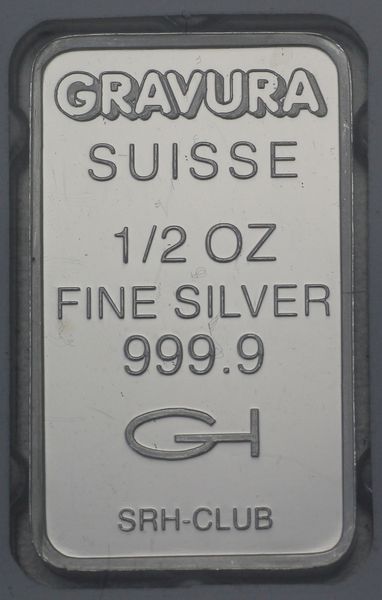 GRAVURA
SUISSE
1/2 OZ
FINE SILVER
999.9
SRH-CLUB